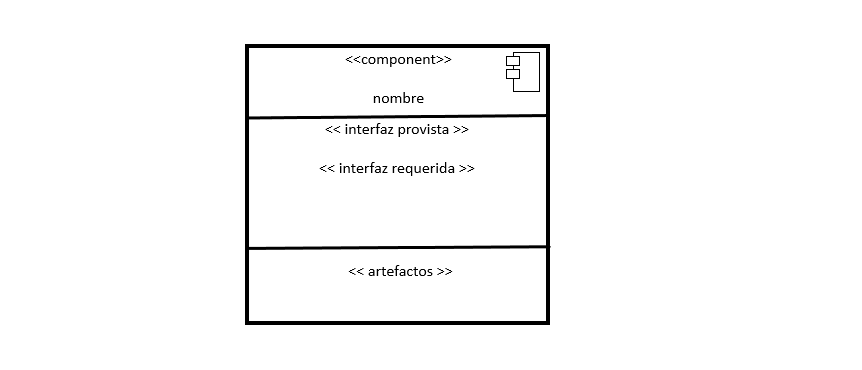 <<component>>
nombre
<< interfaz provista >>
<< interfaz requerida >>
<< artefactos >>